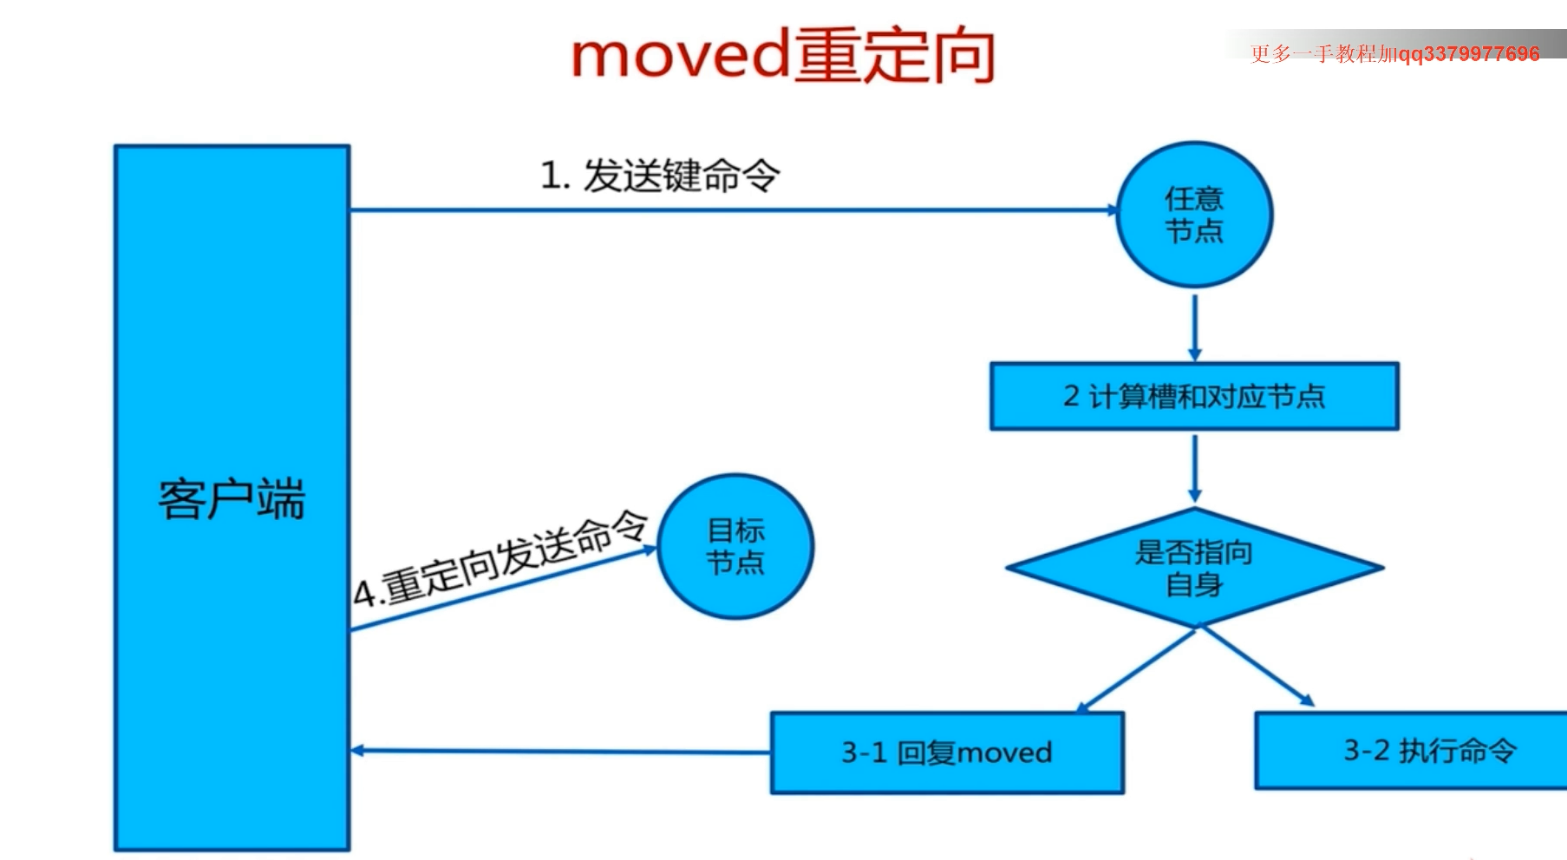 moved重定向
更多一手教程加qq3379977696
1. 发送键命令
任意
节点
2 计算槽和对应节点
客户端
4.重定向发送命令
目标
节点
是否指向
自身
3-1 回复moved
3-2 执行命令